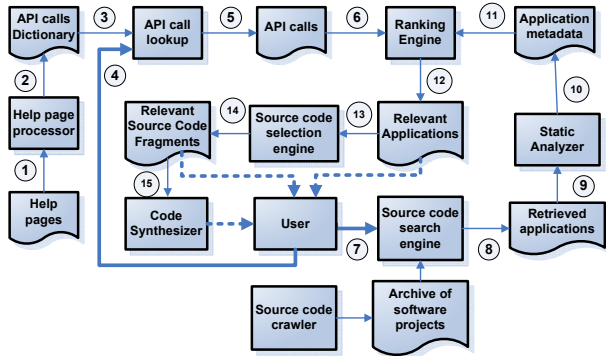 API calls
Dictionary
3
API call
lookup
5
API calls
6
Ranking
Engine
11
Application
metadata
2
4
12
10
Help page
processor
Relevant
Source Code
Fragments
14
Source code
selection
engine
13
Relevant
Applications
Static
Analyzer
1
15
9
Help
pages
Code
Synthesizer
User
7
Source code
search
engine
8
Retrieved
applications
Source code
crawler
Archive of
software
projects